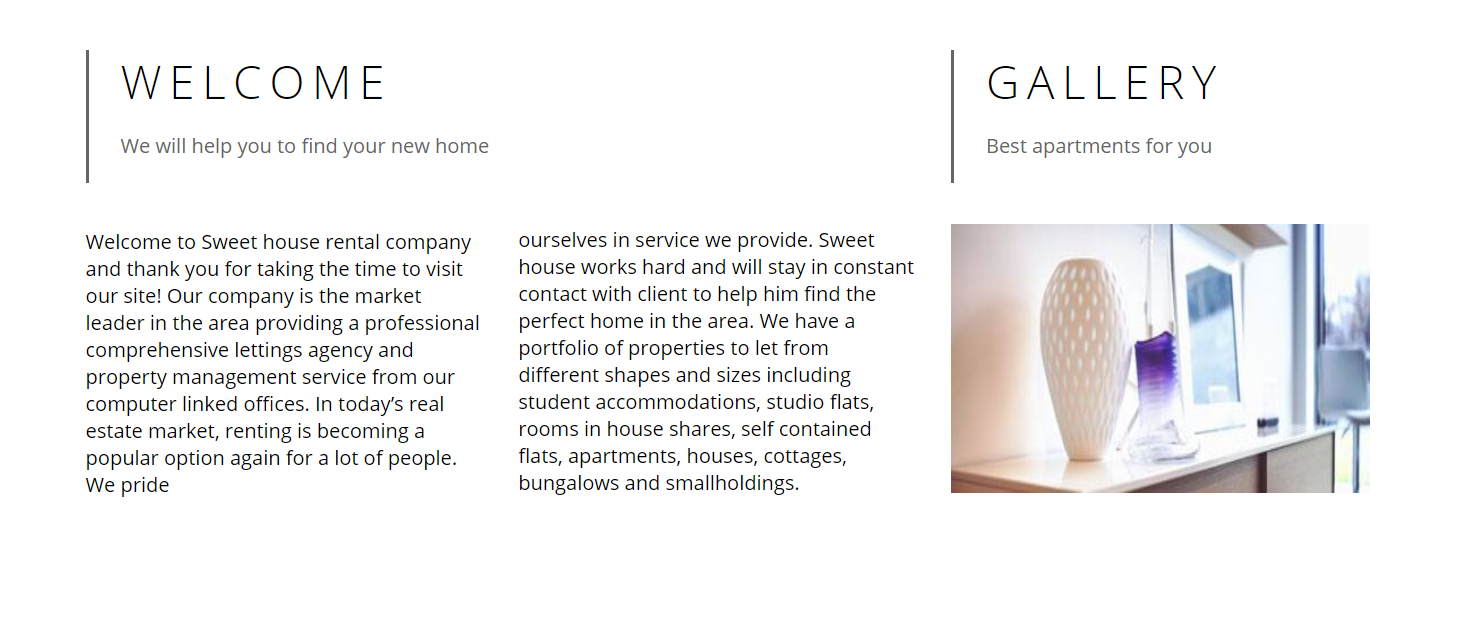 WELCOME
We will help you to find your new home
Welcome to Sweet house rental company
and thank you for taking the time to visit
our site! Our company is the market
leader in the area providing a professional
comprehensive lettings agency and
property management service from our
computer linked offices. In today’s real
estate market, renting is becoming a
popular option again for a lot of people.
We pride
ourselves in service we provide. Sweet
house works hard and will stay in constant
contact with client to help him find the
perfect home in the area. We have a
portfolio of properties to let from
different shapes and sizes including
student accommodations, studio flats,
rooms in house shares, self contained
flats, apartments, houses, cottages,
bungalows and smallholdings.
GALLERY
Best apartments for you